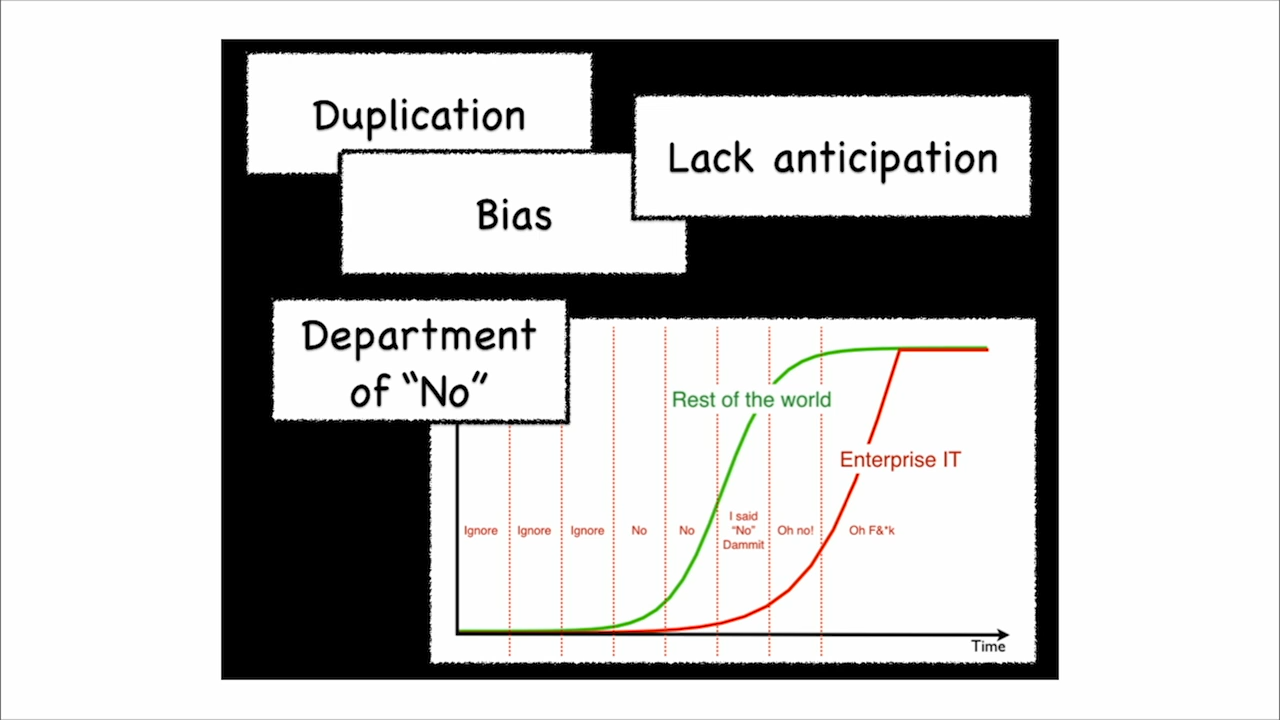 Duplication
Lack anticipation
Bias
Department
of “No”
Rest of the world
Enterprise IT
Ignore
Ignore
Ignore
No
No
I said
“No”
Dammit
Oh no!
Oh F&*k
Time